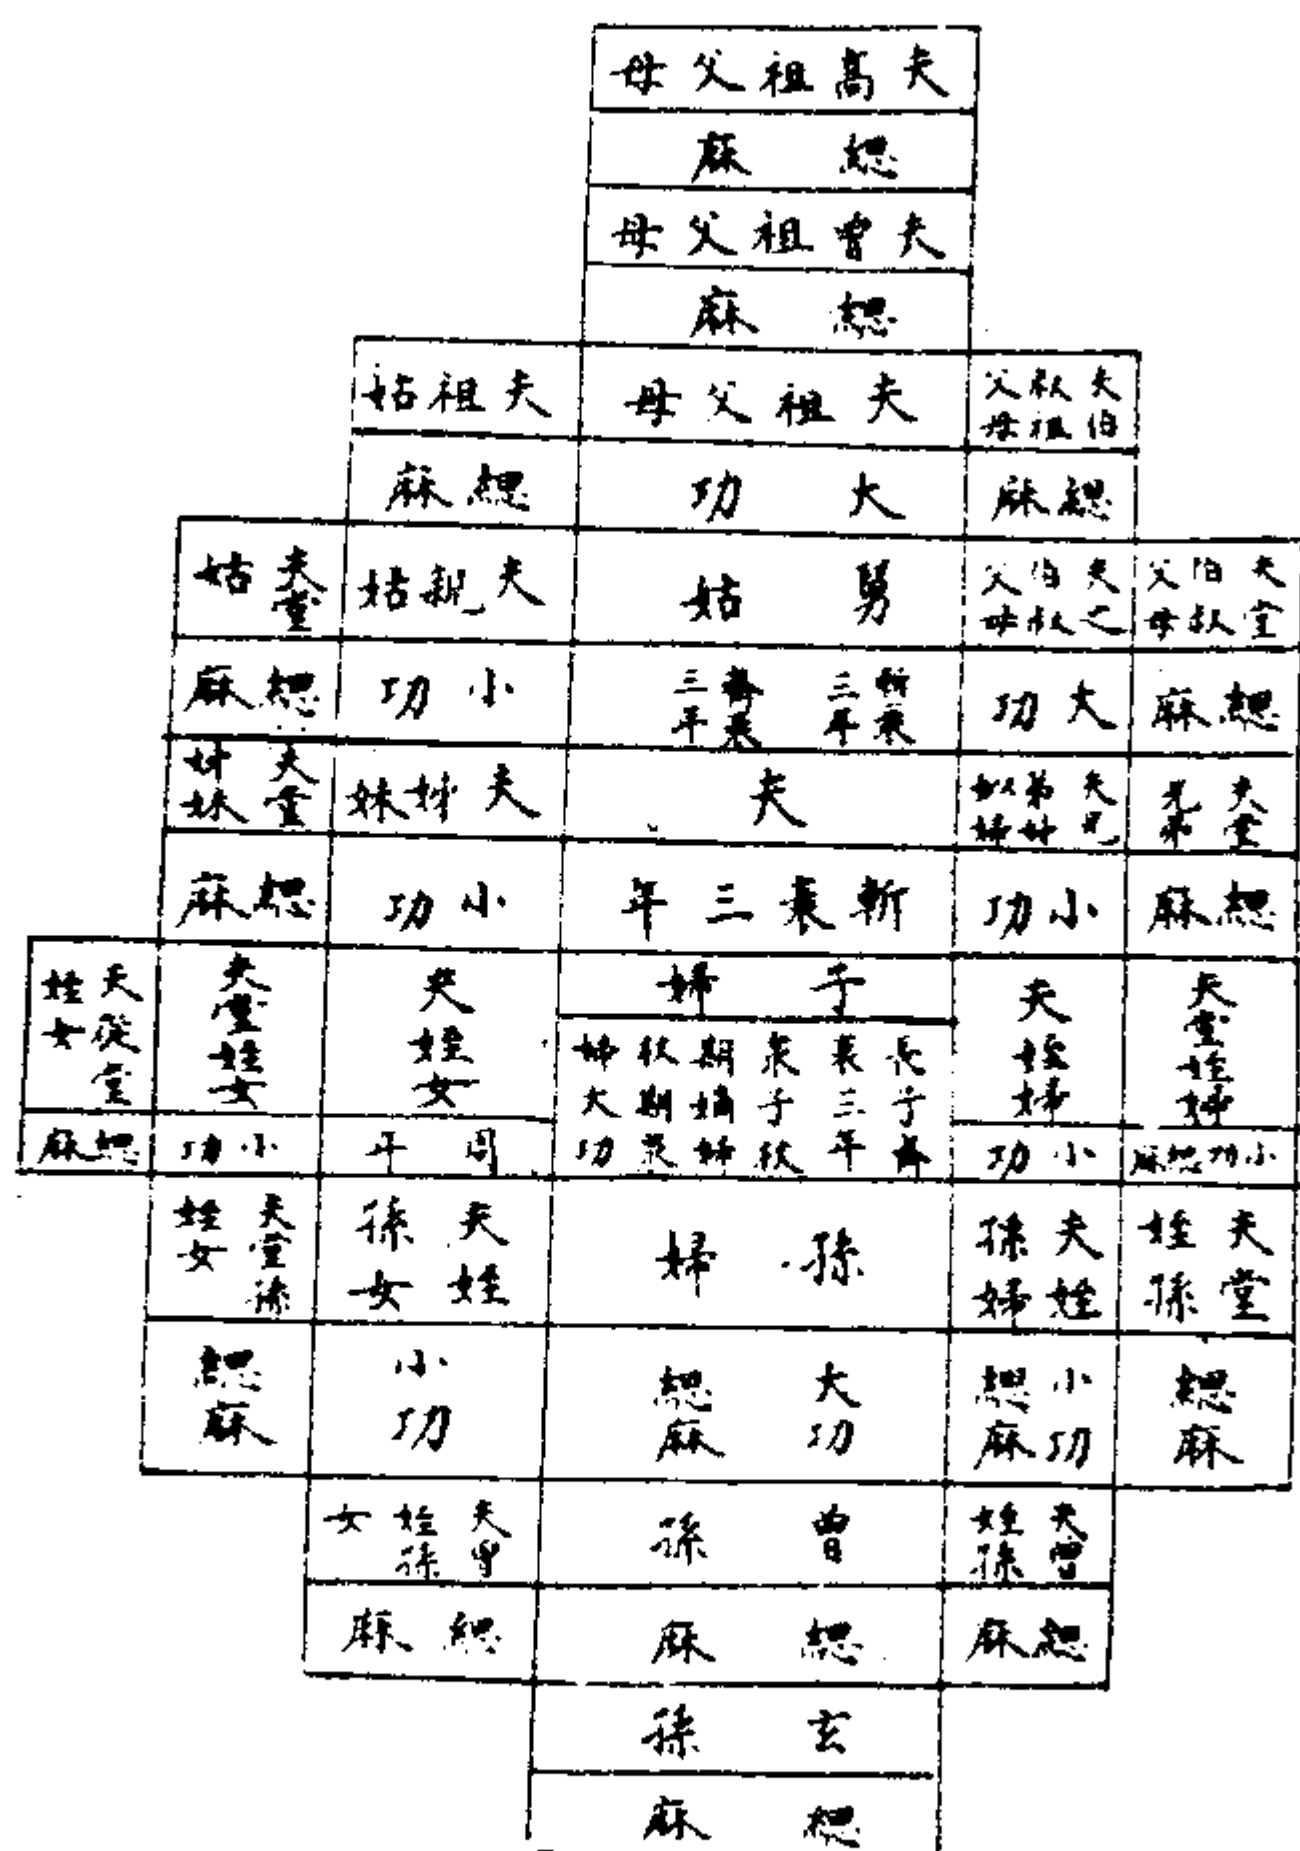 夫高祖父母
緦麻
夫曾祖父母
緦麻
夫伯叔祖父母
夫祖父母
夫祖姑
緦麻
大功
緦麻
夫堂伯叔父母
夫之伯叔父母
舅 姑
夫親姑
夫堂姑
緦麻
大功
斬衰三年 齊衰三年
小功
緦麻
夫堂兄弟
夫兄弟姊姒婦
夫
夫姊妹
夫堂姊妹
緦麻
小功
斬衰三年
小功
緦麻
夫堂姪婦
夫姪婦
子婦
夫姪女
夫堂姪女
夫從堂姪女
小功緦麻
小功
長子齊衰三年衆子杖期嫡婦杖期衆婦大功
周年
小功
緦麻
夫堂姪孫
夫姪孫婦
孫婦
夫姪孫女
夫堂孫姪女
緦麻
小功緦麻
大功緦麻
小功
緦麻
夫曾姪孫
曾孫
夫曾姪孫女
緦麻
緦麻
緦麻
玄孫
緦麻